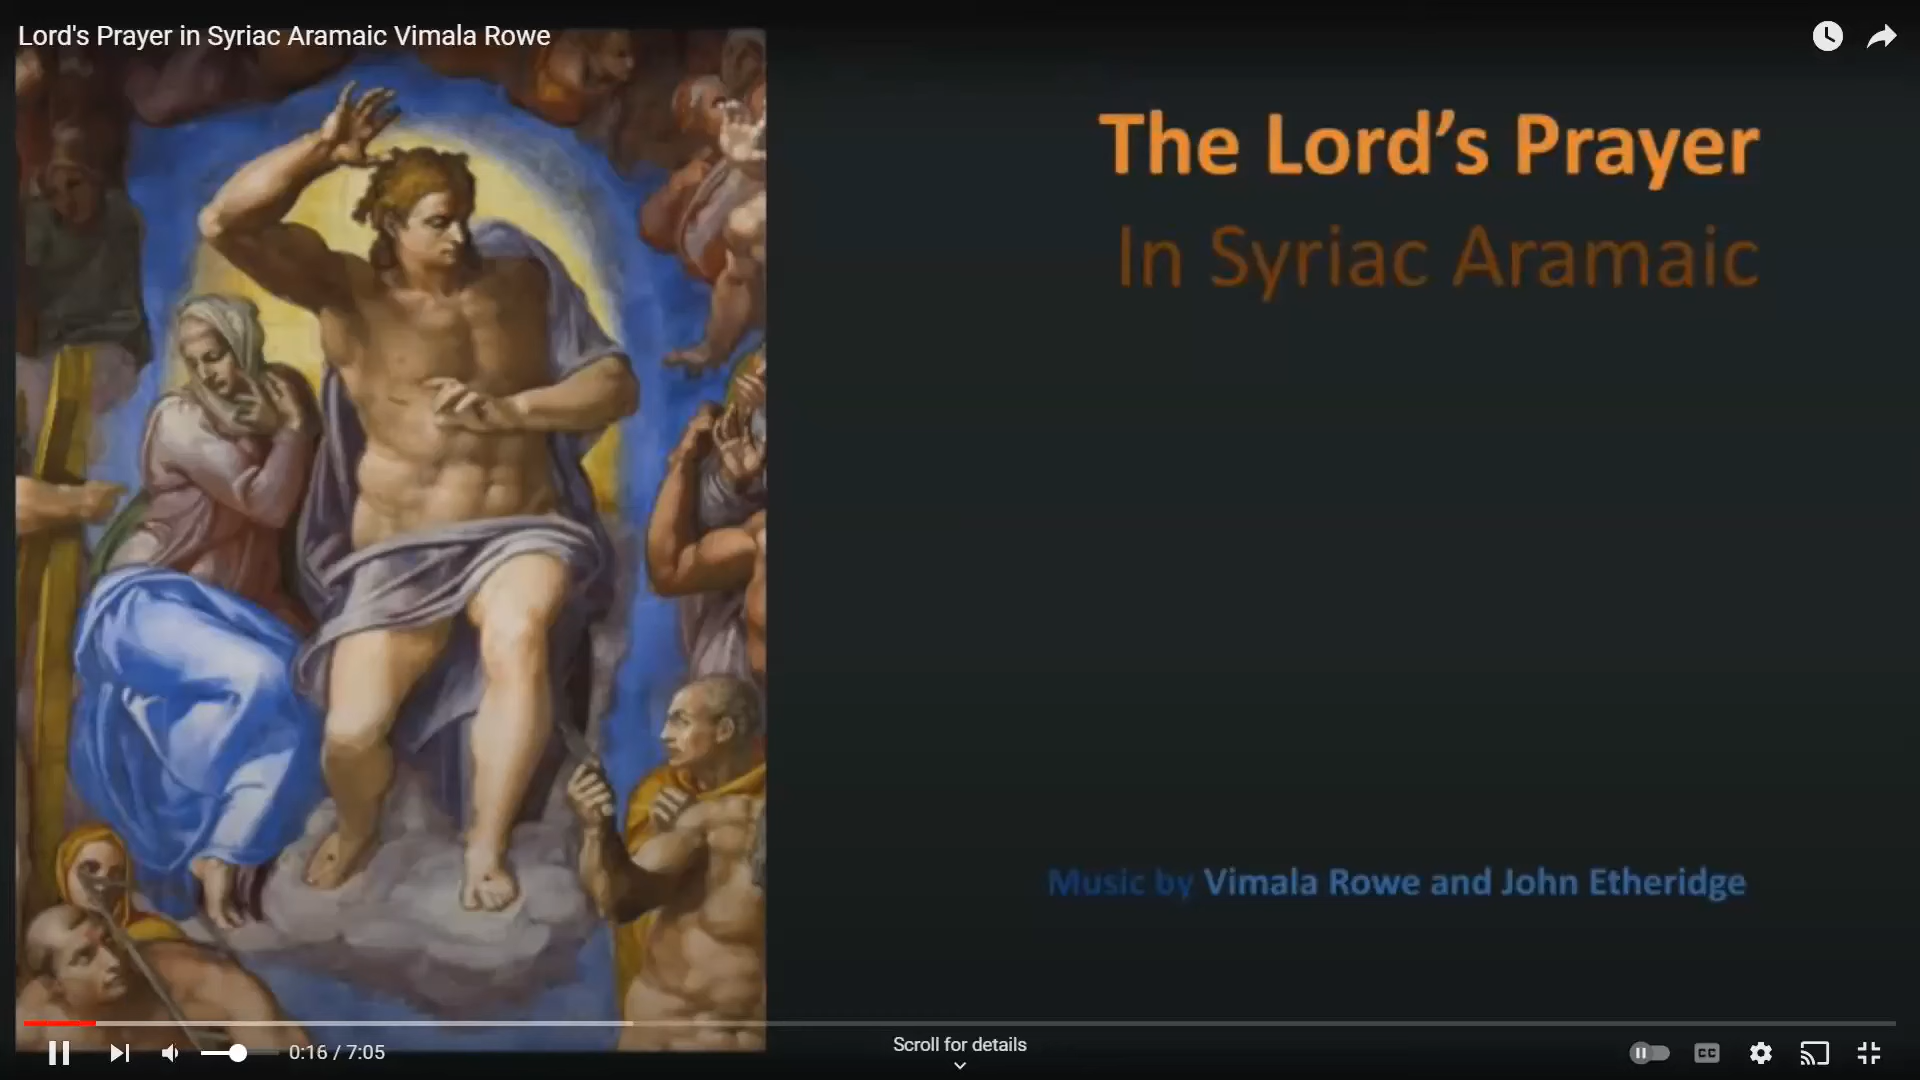 Lord's Prayer in Syriac Aramaic Vimala Rowe
The Lord’s Prayer
In Syriac Aramaic
Music by Vimala Rowe and John Etheridge
Scroll for details
0:16 / 7:05
CC